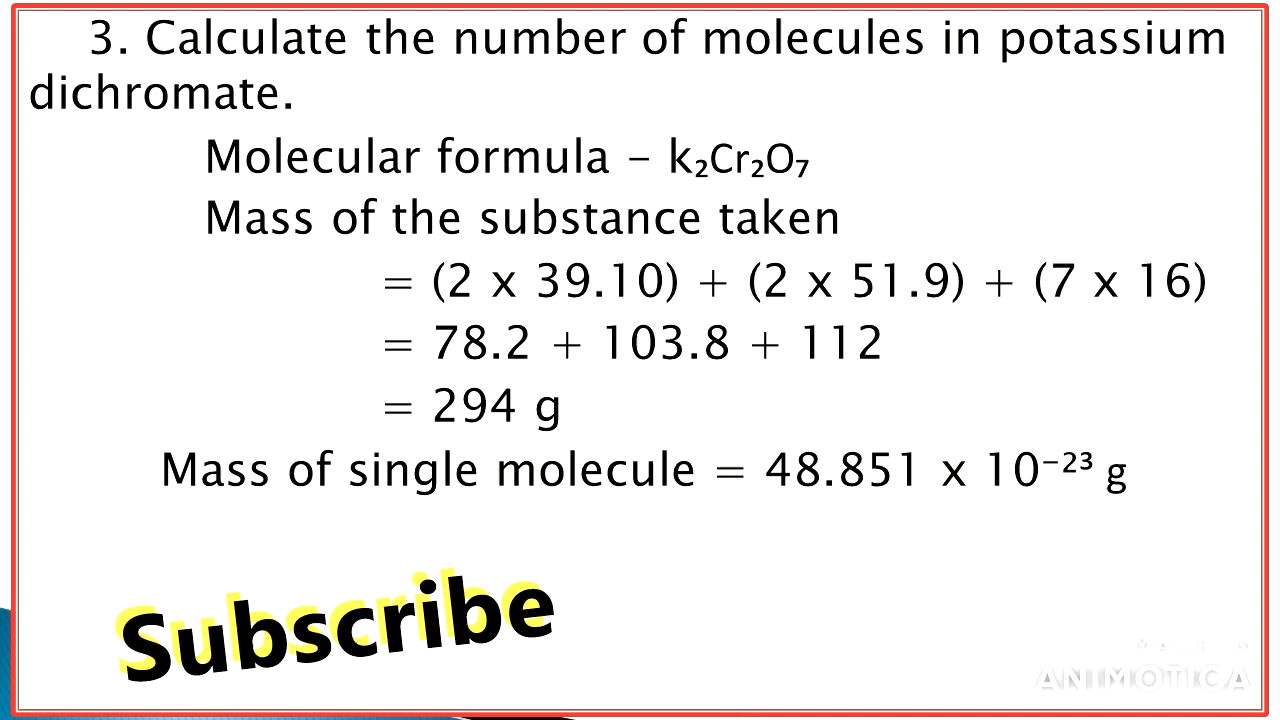 3. Calculate the number of molecules in potassium
dichromate.
Molecular formula – k₂Cr₂O₇
Mass of the substance taken
= (2 x 39.10) + (2 x 51.9) + (7 x 16)
= 78.2 + 103.8 + 112
= 294 g
Mass of single molecule = 48.851 x 10⁻²³ g
Subscribe
ANIMOTICA